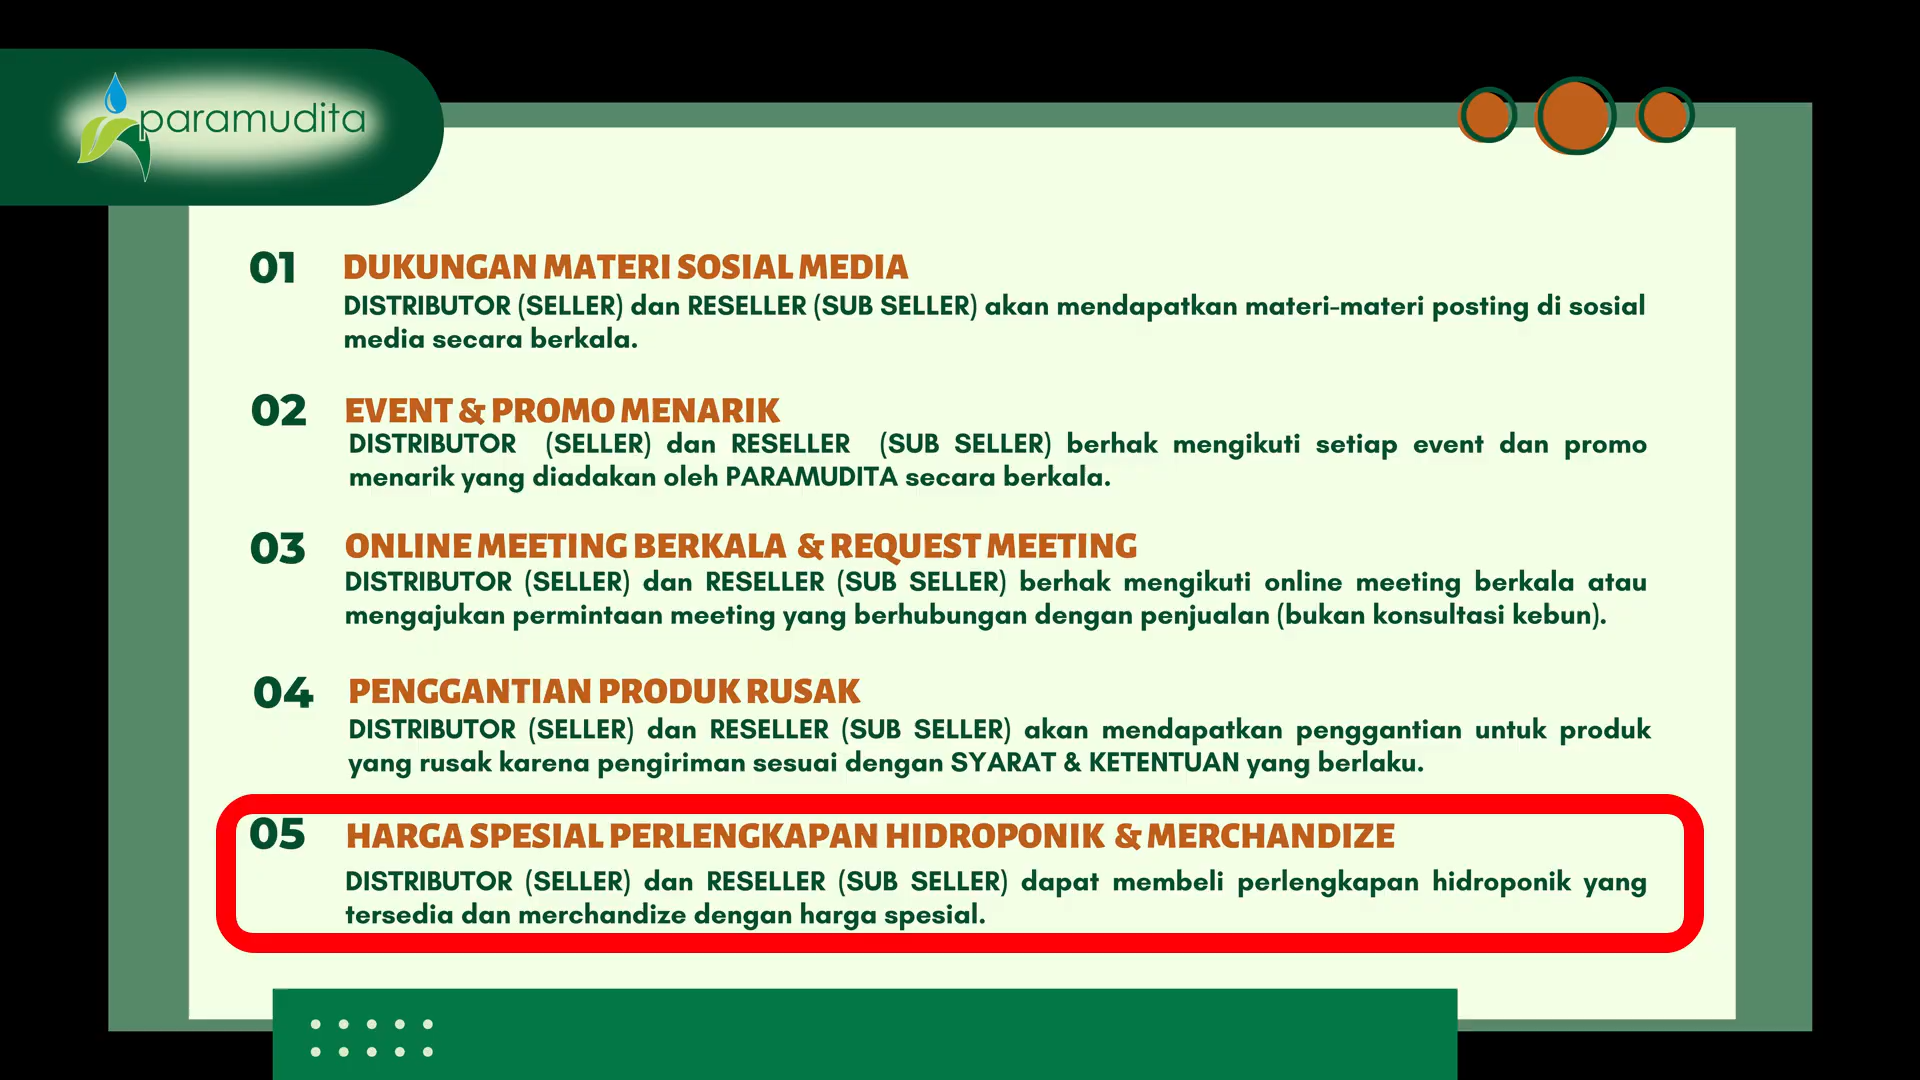 paramudita
01
DUKUNGAN MATERI SOSIAL MEDIA
DISTRIBUTOR (SELLER) dan RESELLER (SUB SELLER) akan mendapatkan materi-materi posting di sosial
media secara berkala.
02
EVENT & PROMO MENARIK
DISTRIBUTOR (SELLER) dan RESELLER (SUB SELLER) berhak mengikuti setiap event dan promo
menarik yang diadakan oleh PARAMUDITA secara berkala.
03
ONLINE MEETING BERKALA & REQUEST MEETING
DISTRIBUTOR (SELLER) dan RESELLER (SUB SELLER) berhak mengikuti online meeting berkala atau
mengajukan permintaan meeting yang berhubungan dengan penjualan (bukan konsultasi kebun).
04
PENGGANTIAN PRODUK RUSAK
DISTRIBUTOR (SELLER) dan RESELLER (SUB SELLER) akan mendapatkan penggantian untuk produk
yang rusak karena pengiriman sesuai dengan SYARAT & KETENTUAN yang berlaku.
05
HARGA SPESIAL PERLENGKAPAN HIDROPONIK & MERCHANDIZE
DISTRIBUTOR (SELLER) dan RESELLER (SUB SELLER) dapat membeli perlengkapan hidroponik yang
tersedia dan merchandize dengan harga spesial.